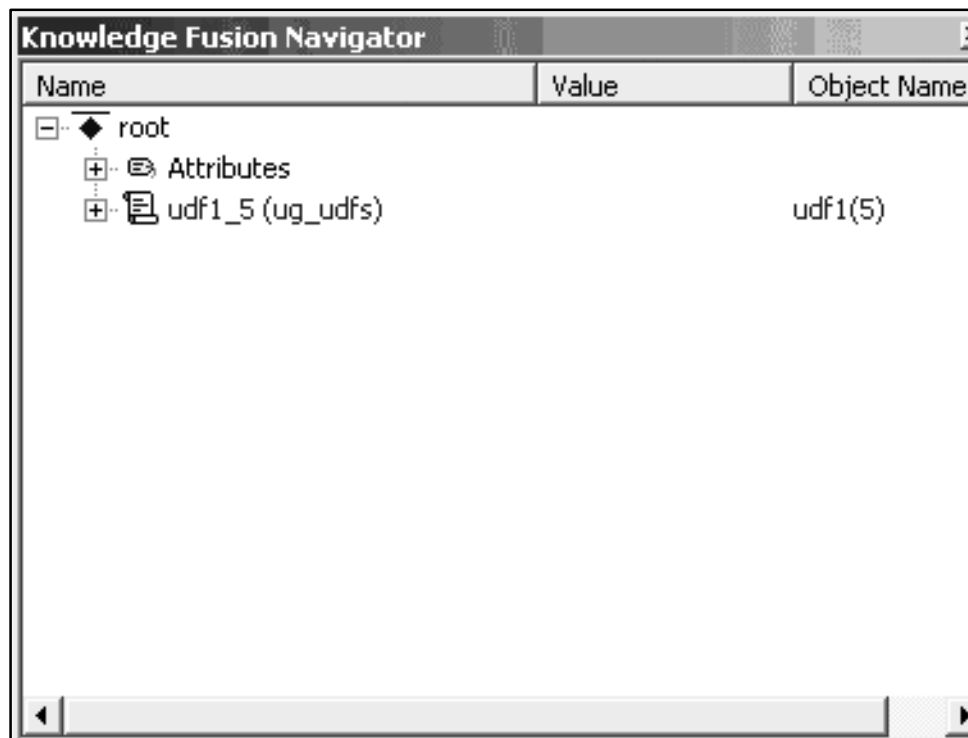 Knowledge Fusion Navigator
Name Value Object Name
root
Attributes
udf1_5 (ug_udfs) udf1(5)